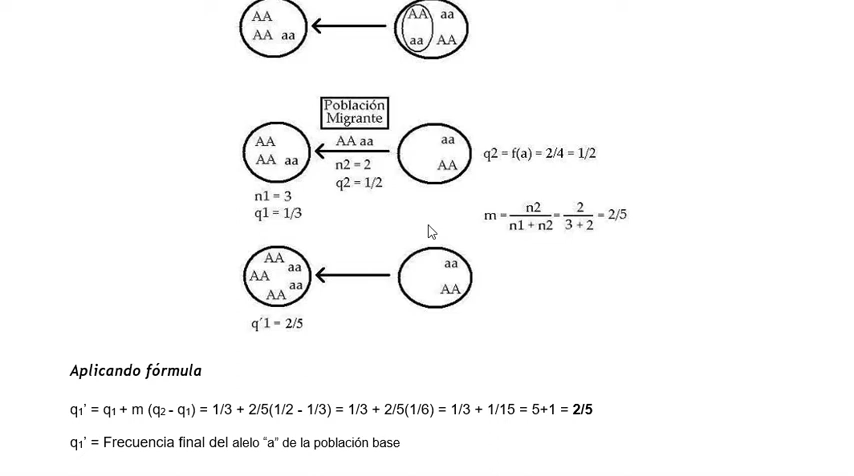 AA
AA aa
AA aa
aa AA
Población
Migrante
AA
AA aa
AA aa
n2 = 2
q2 = 1/2
n1 = 3
q1 = 1/3
aa
AA
q2 = f(a) = 2/4 = 1/2
m = n2 / n1 + n2 = 2 / 3 + 2 = 2/5
AA
aa
AA
aa
AA
q´1 = 2/5
aa
AA
Aplicando fórmula
q₁' = q₁ + m (q₂ - q₁) = 1/3 + 2/5(1/2 - 1/3) = 1/3 + 2/5(1/6) = 1/3 + 1/15 = 5+1 = 2/5
q₁' = Frecuencia final del alelo “a” de la población base